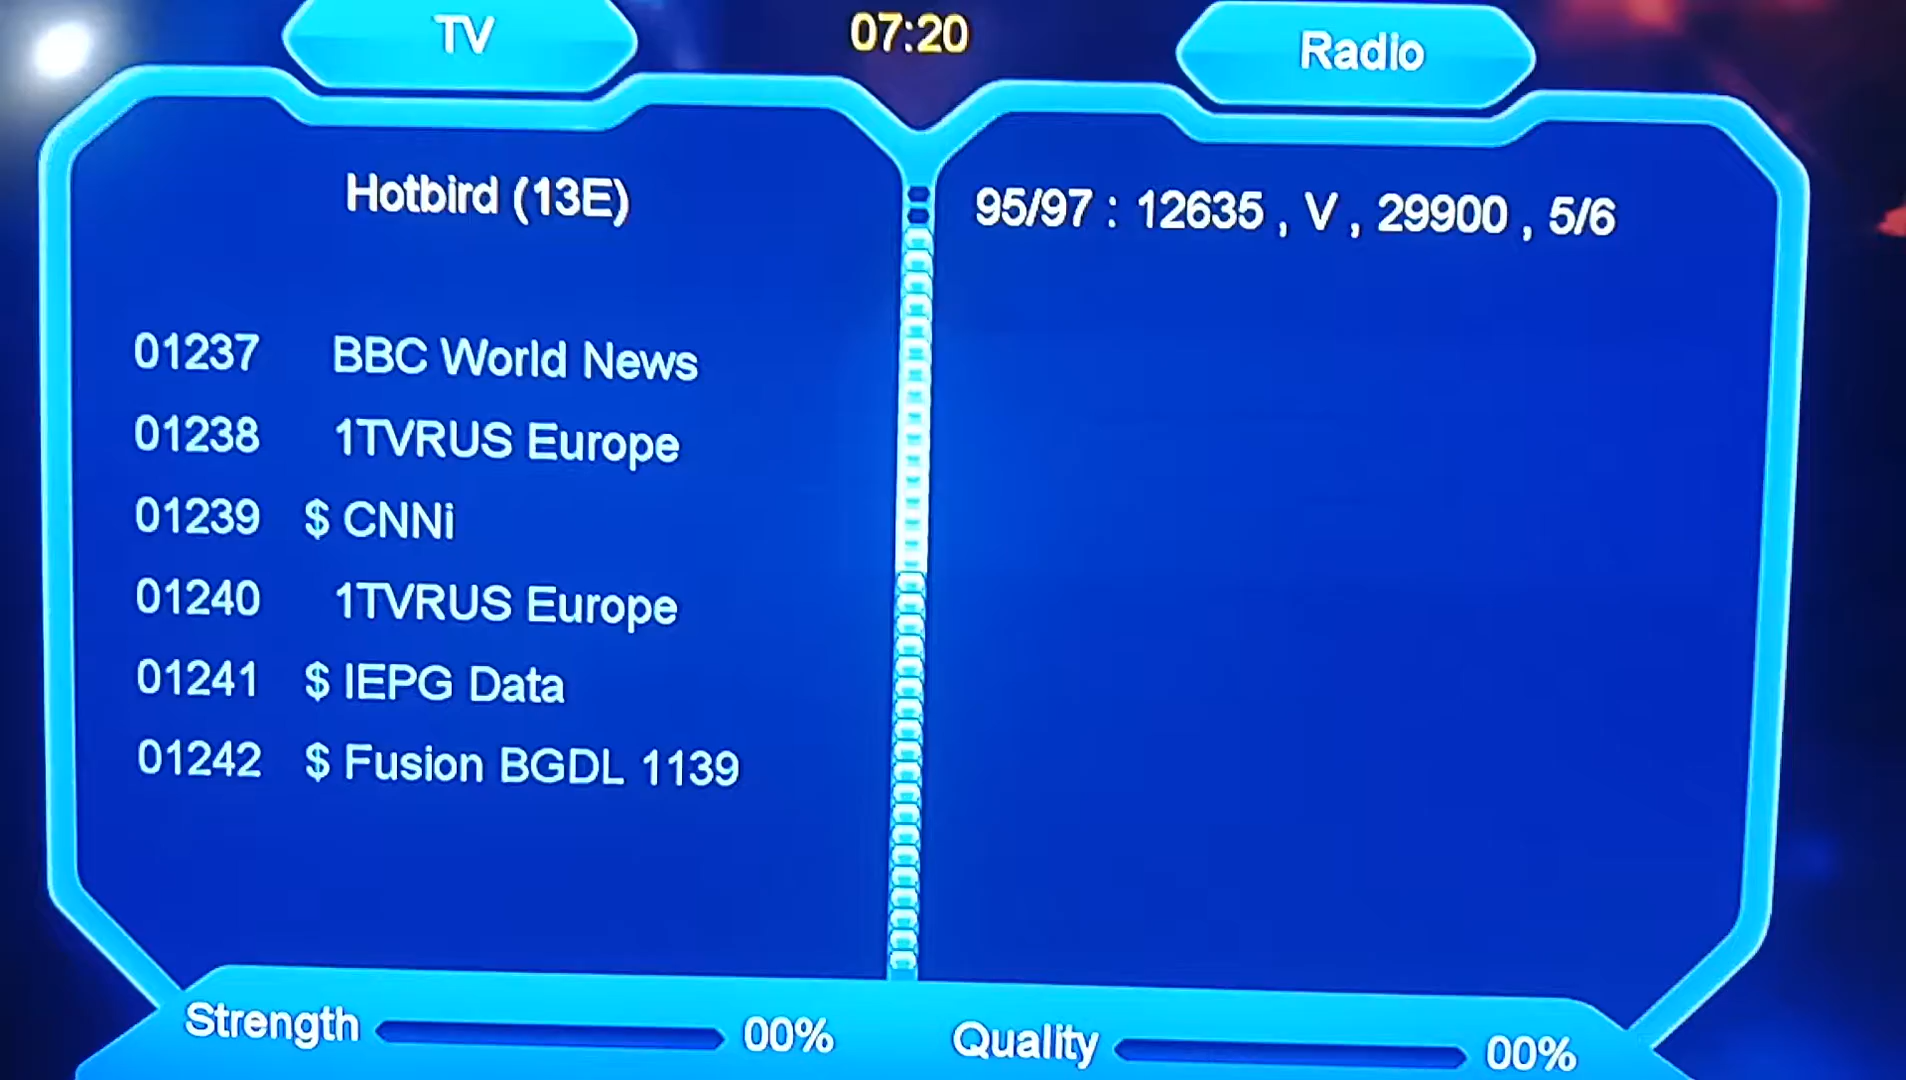 TV
07:20
Radio
Hotbird (13E)
95/97 : 12635 , V , 29900 , 5/6
01237 BBC World News
01238 1TVRUS Europe
01239 $ CNNi
01240 1TVRUS Europe
01241 $ IEPG Data
01242 $ Fusion BGDL 1139
Strength 00% Quality 00%